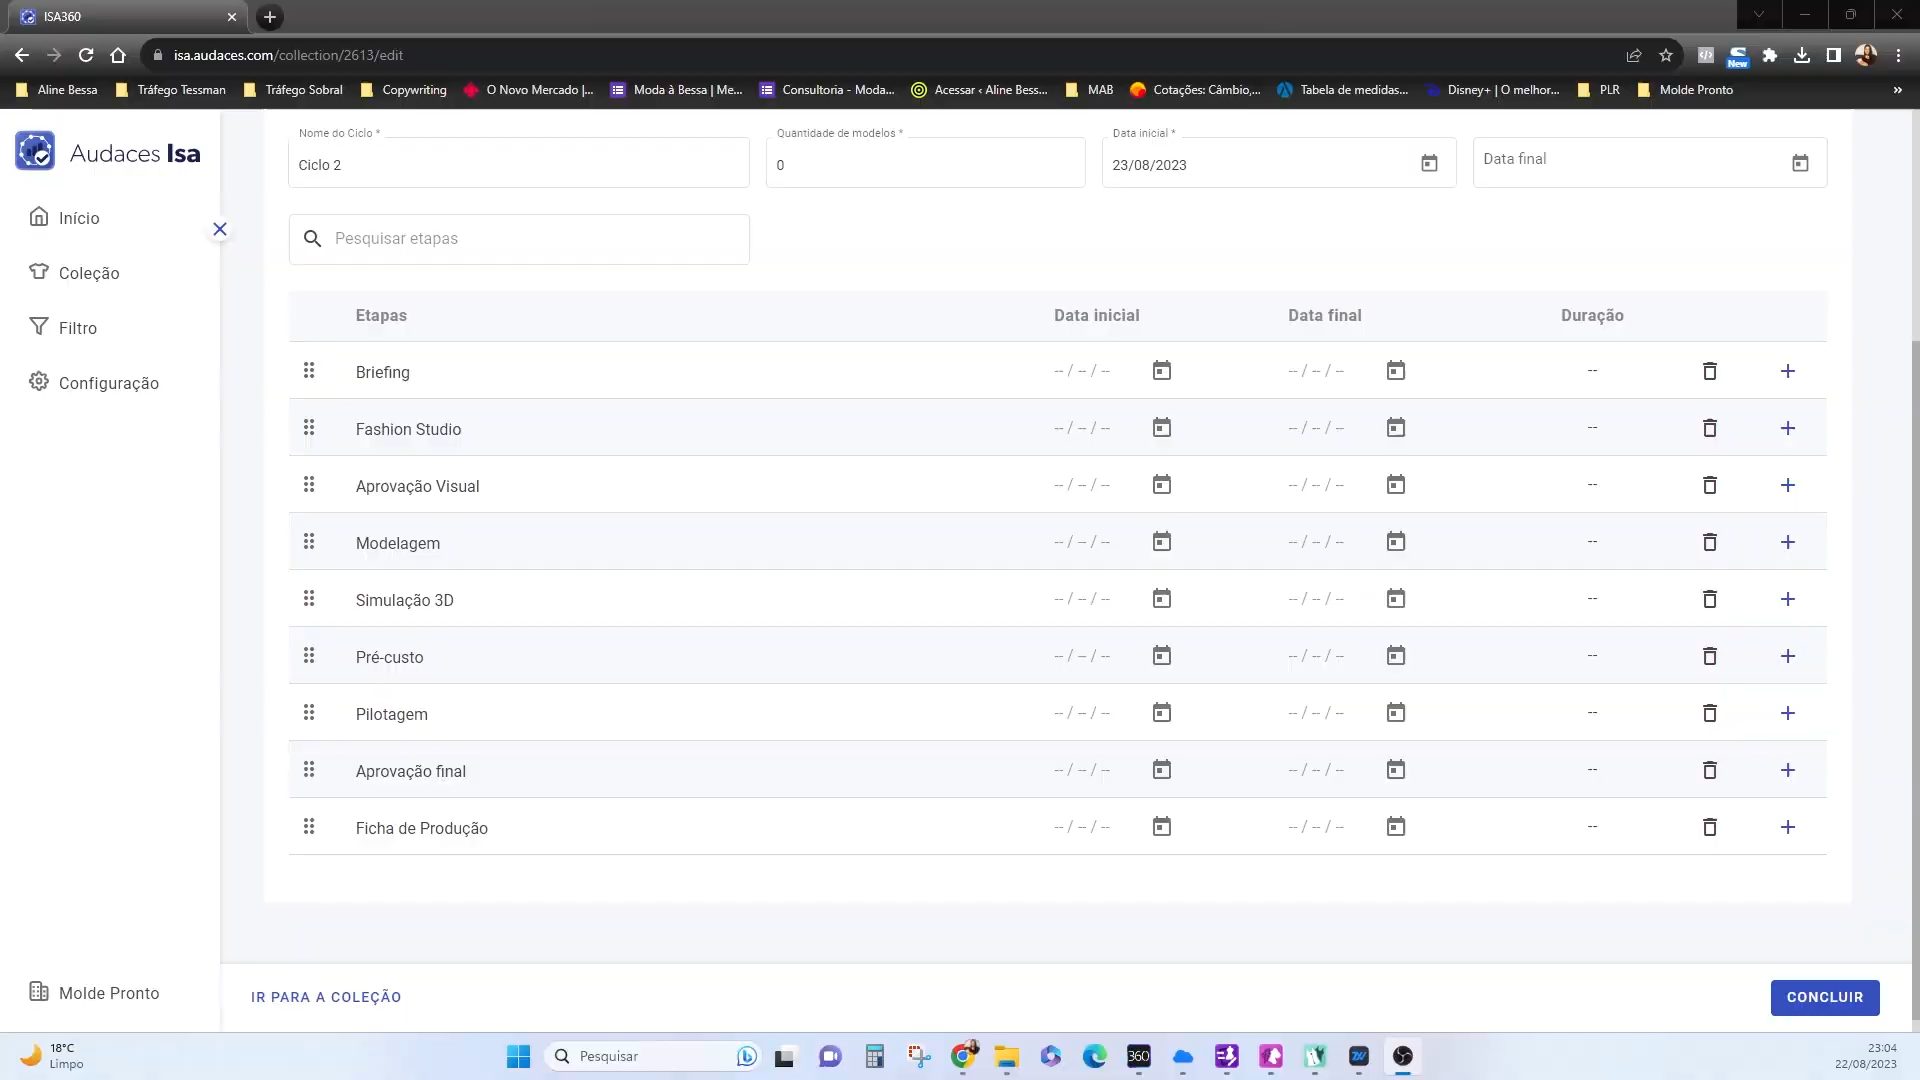 ISA360
isa.audaces.com/collection/2613/edit
New
Aline Bessa
Tráfego Tessman
Tráfego Sobral
Copywriting
O Novo Mercado |...
Moda à Bessa | Me...
Consultoria - Moda...
Acessar ‹ Aline Bess...
MAB
Cotações: Câmbio,...
Tabela de medidas...
Disney+ | O melhor...
PLR
Molde Pronto
»
Audaces Isa
Início
Coleção
Filtro
Configuração
Molde Pronto
Nome do Ciclo *
Ciclo 2
Quantidade de modelos *
0
Data inicial *
23/08/2023
Data final
Pesquisar etapas
Etapas Data inicial Data final Duração
Briefing -- / -- / -- -- / -- / -- --
Fashion Studio -- / -- / -- -- / -- / -- --
Aprovação Visual -- / -- / -- -- / -- / -- --
Modelagem -- / -- / -- -- / -- / -- --
Simulação 3D -- / -- / -- -- / -- / -- --
Pré-custo -- / -- / -- -- / -- / -- --
Pilotagem -- / -- / -- -- / -- / -- --
Aprovação final -- / -- / -- -- / -- / -- --
Ficha de Produção -- / -- / -- -- / -- / -- --
IR PARA A COLEÇÃO
CONCLUIR
18°C
Limpo
Pesquisar
360
23:04
22/08/2023